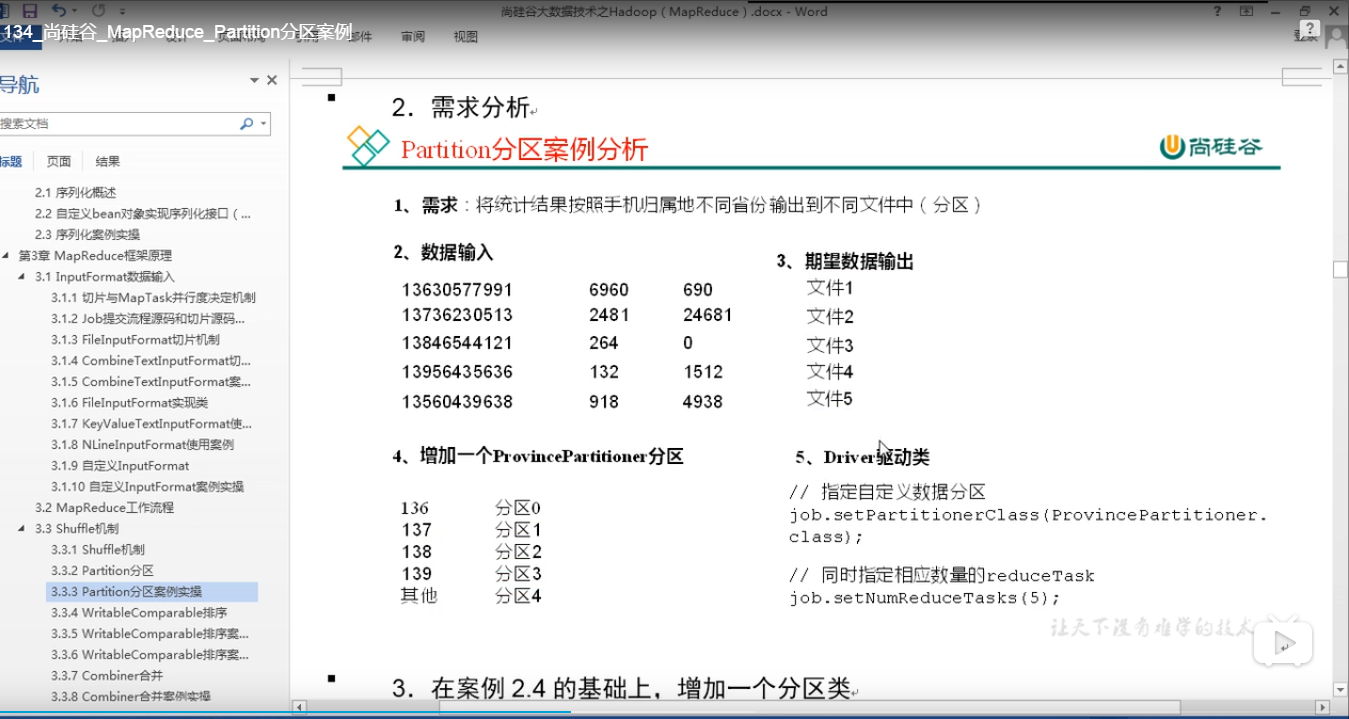 尚硅谷大数据技术之Hadoop（MapReduce）.docx - Word
134_尚硅谷_MapReduce_Partition分区案例
审阅
视图
登录
导航
搜索文档
标题
页面
结果
2.1 序列化概述
2.2 自定义bean对象实现序列化接口（...
2.3 序列化案例实操
第3章 MapReduce框架原理
3.1 InputFormat数据输入
3.1.1 切片与MapTask并行度决定机制
3.1.2 Job提交流程源码和切片源码...
3.1.3 FileInputFormat切片机制
3.1.4 CombineTextInputFormat切...
3.1.5 CombineTextInputFormat案...
3.1.6 FileInputFormat实现类
3.1.7 KeyValueTextInputFormat使...
3.1.8 NLineInputFormat使用案例
3.1.9 自定义InputFormat
3.1.10 自定义InputFormat案例实操
3.2 MapReduce工作流程
3.3 Shuffle机制
3.3.1 Shuffle机制
3.3.2 Partition分区
3.3.3 Partition分区案例实操
3.3.4 WritableComparable排序
3.3.5 WritableComparable排序案...
3.3.6 WritableComparable排序案...
3.3.7 Combiner合并
3.3.8 Combiner合并案例实操
2．需求分析
Partition分区案例分析
尚硅谷
1、需求：将统计结果按照手机归属地不同省份输出到不同文件中（分区）
2、数据输入
13630577991 6960 690
13736230513 2481 24681
13846544121 264 0
13956435636 132 1512
13560439638 918 4938
3、期望数据输出
文件1
文件2
文件3
文件4
文件5
4、增加一个ProvincePartitioner分区
136 分区0
137 分区1
138 分区2
139 分区3
其他 分区4
5、Driver驱动类
// 指定自定义数据分区
job.setPartitionerClass(ProvincePartitioner.
class);
// 同时指定相应数量的reduceTask
job.setNumReduceTasks(5);
让天下没有难学的技术
3．在案例 2.4 的基础上，增加一个分区类